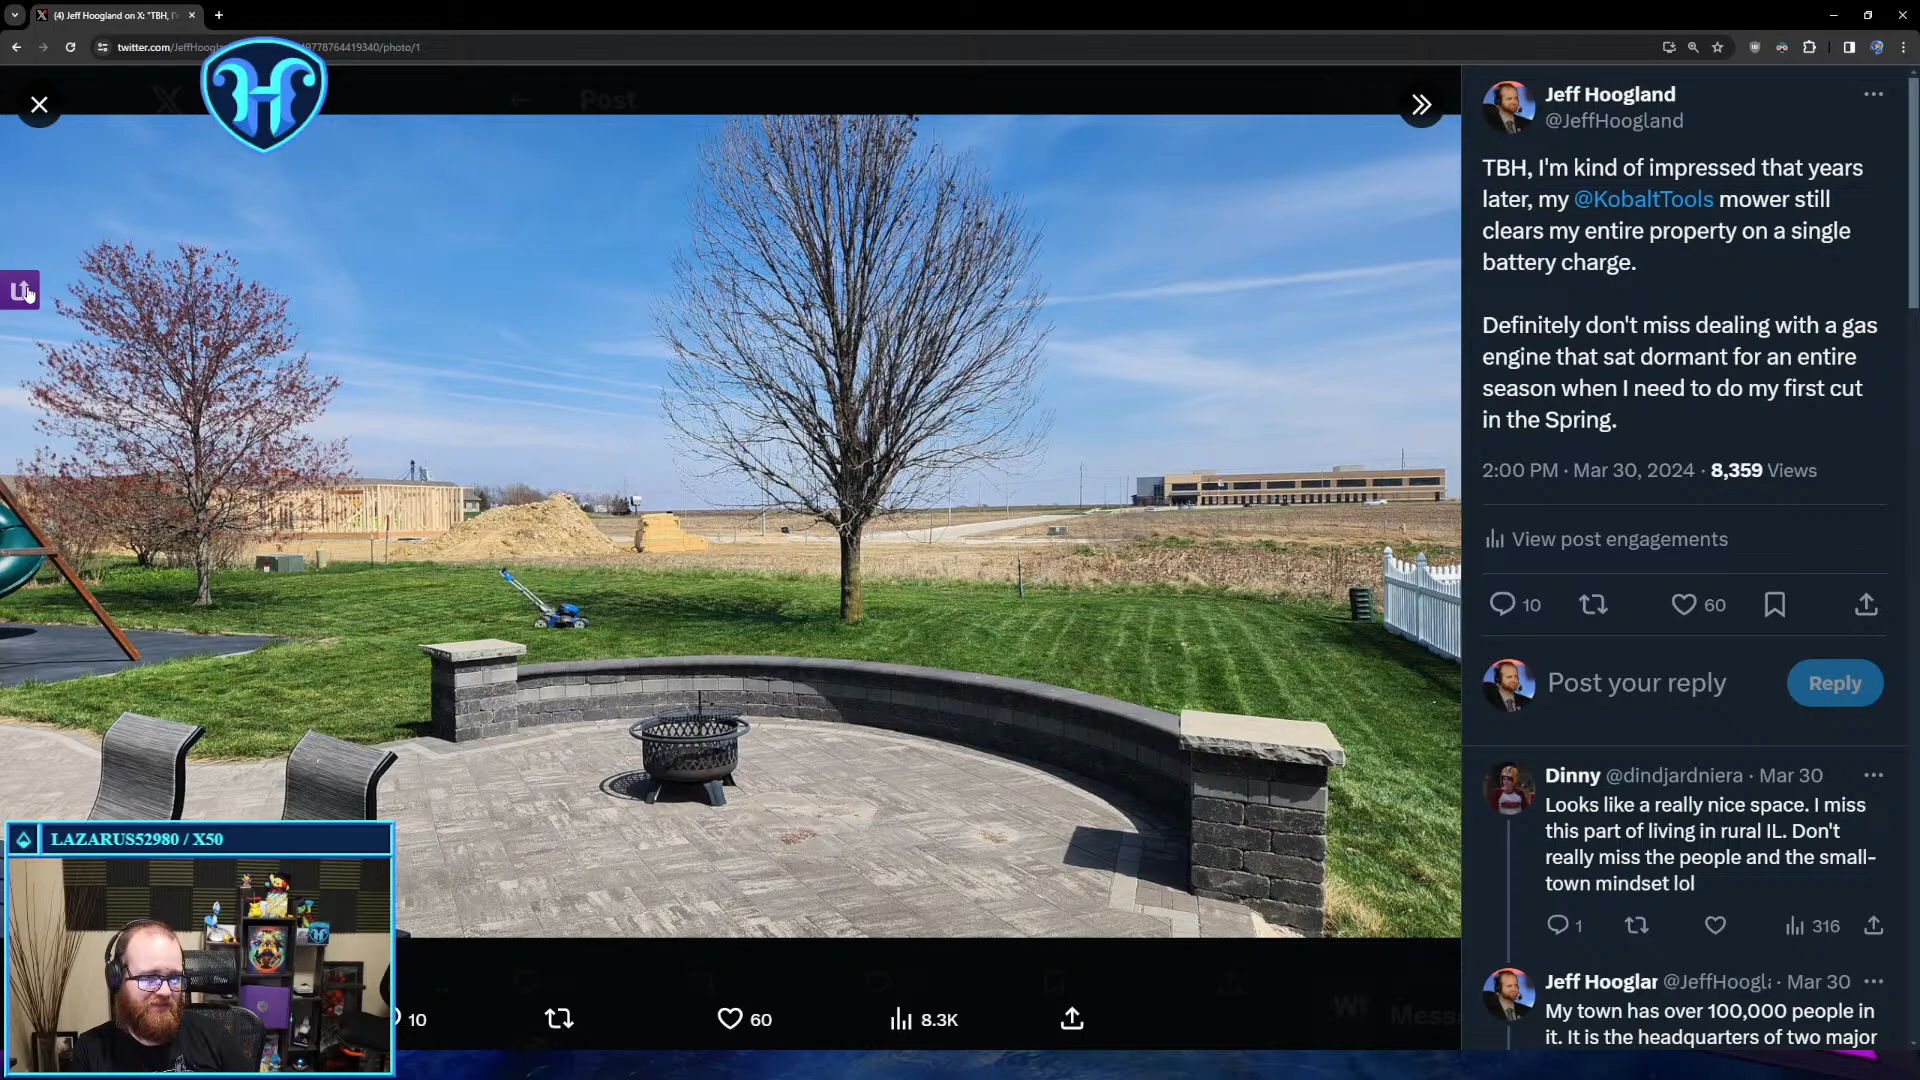 (4) Jeff Hoogland on X: "TBH, I'
twitter.com/JeffHoogla
9778764419340/photo/1
Post
H
Jeff Hoogland
@JeffHoogland
TBH, I'm kind of impressed that years
later, my @KobaltTools mower still
clears my entire property on a single
battery charge.
Definitely don't miss dealing with a gas
engine that sat dormant for an entire
season when I need to do my first cut
in the Spring.
2:00 PM · Mar 30, 2024 · 8,359 Views
View post engagements
10
60
Post your reply
Reply
Dinny @dindjardniera · Mar 30
Looks like a really nice space. I miss
this part of living in rural IL. Don't
really miss the people and the small-
town mindset lol
1
316
Jeff Hooglar @JeffHoogl: · Mar 30
My town has over 100,000 people in
it. It is the headquarters of two major
LAZARUS52980 / X50
10
60
8.3K